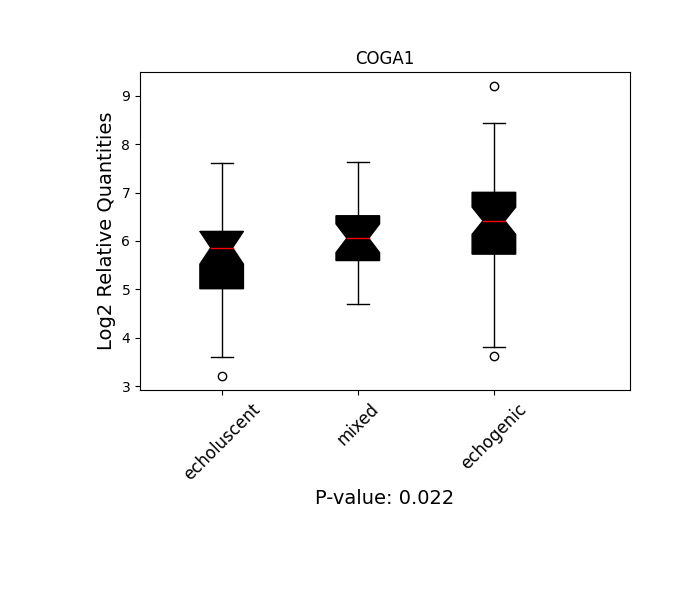 COGA1
Log2 Relative Quantities
9
8
7
6
5
4
3
echoluscent
mixed
echogenic
P-value: 0.022